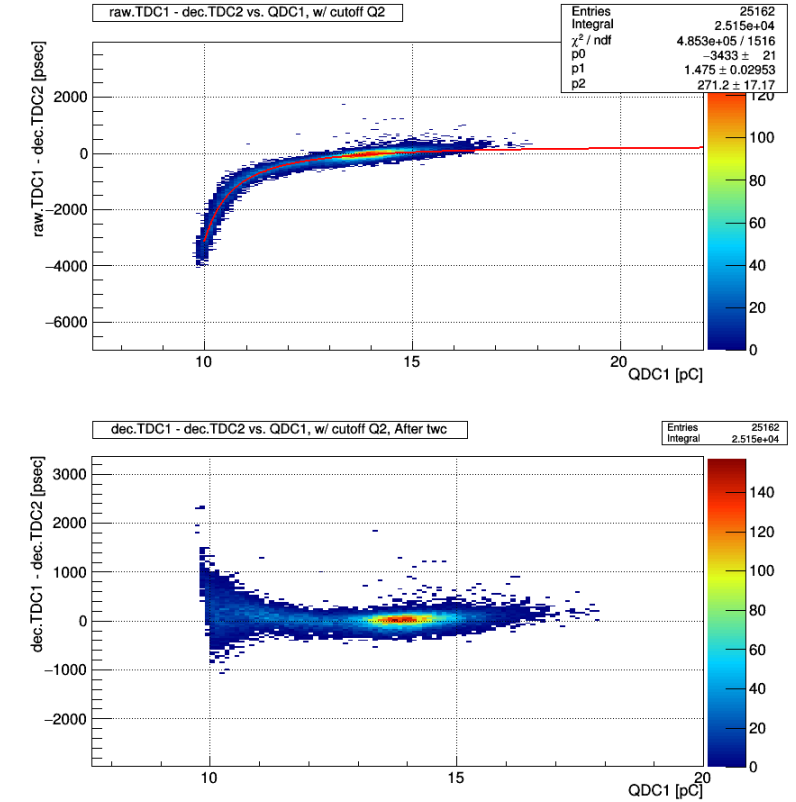 raw.TDC1 - dec.TDC2 vs. QDC1, w/ cutoff Q2
Entries 25162
Integral 2.515e+04
χ² / ndf 4.853e+05 / 1516
p0 −3433 ± 21
p1 1.475 ± 0.02953
p2 271.2 ± 17.17
raw.TDC1 - dec.TDC2 [psec]
2000
0
−2000
−4000
−6000
10 15 20
QDC1 [pC]
120
100
80
60
40
20
0
dec.TDC1 - dec.TDC2 vs. QDC1, w/ cutoff Q2, After twc
Entries 25162
Integral 2.515e+04
dec.TDC1 - dec.TDC2 [psec]
3000
2000
1000
0
−1000
−2000
10 15 20
QDC1 [pC]
140
120
100
80
60
40
20
0